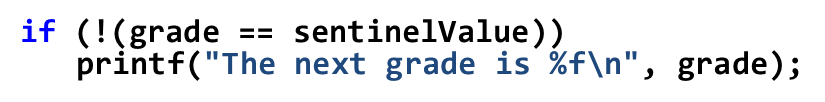 if (!(grade == sentinelValue))
    printf("The next grade is %f\n", grade);